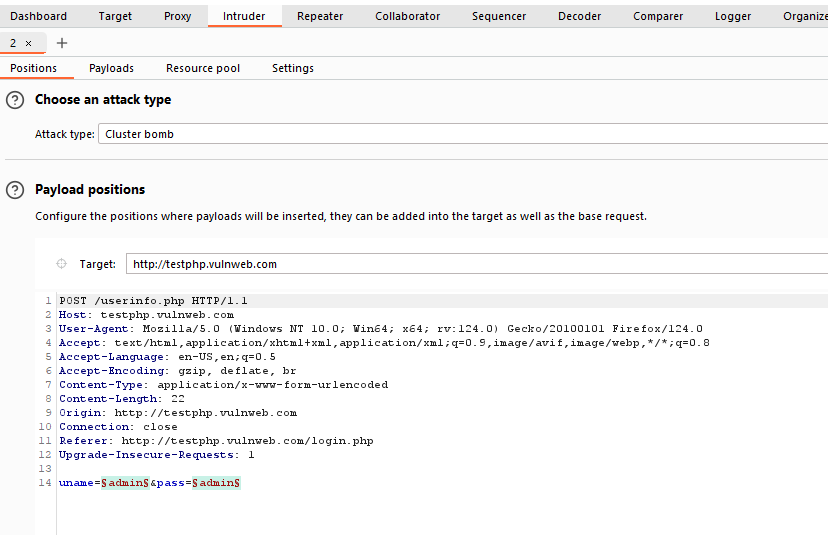 Dashboard Target Proxy Intruder Repeater Collaborator Sequencer Decoder Comparer Logger Organize
2 × +
Positions Payloads Resource pool Settings
? Choose an attack type
Attack type: Cluster bomb
? Payload positions
Configure the positions where payloads will be inserted, they can be added into the target as well as the base request.
Target: http://testphp.vulnweb.com
1 POST /userinfo.php HTTP/1.1
2 Host: testphp.vulnweb.com
3 User-Agent: Mozilla/5.0 (Windows NT 10.0; Win64; x64; rv:124.0) Gecko/20100101 Firefox/124.0
4 Accept: text/html,application/xhtml+xml,application/xml;q=0.9,image/avif,image/webp,*/*;q=0.8
5 Accept-Language: en-US,en;q=0.5
6 Accept-Encoding: gzip, deflate, br
7 Content-Type: application/x-www-form-urlencoded
8 Content-Length: 22
9 Origin: http://testphp.vulnweb.com
10 Connection: close
11 Referer: http://testphp.vulnweb.com/login.php
12 Upgrade-Insecure-Requests: 1
13
14 uname=§admin§&pass=§admin§